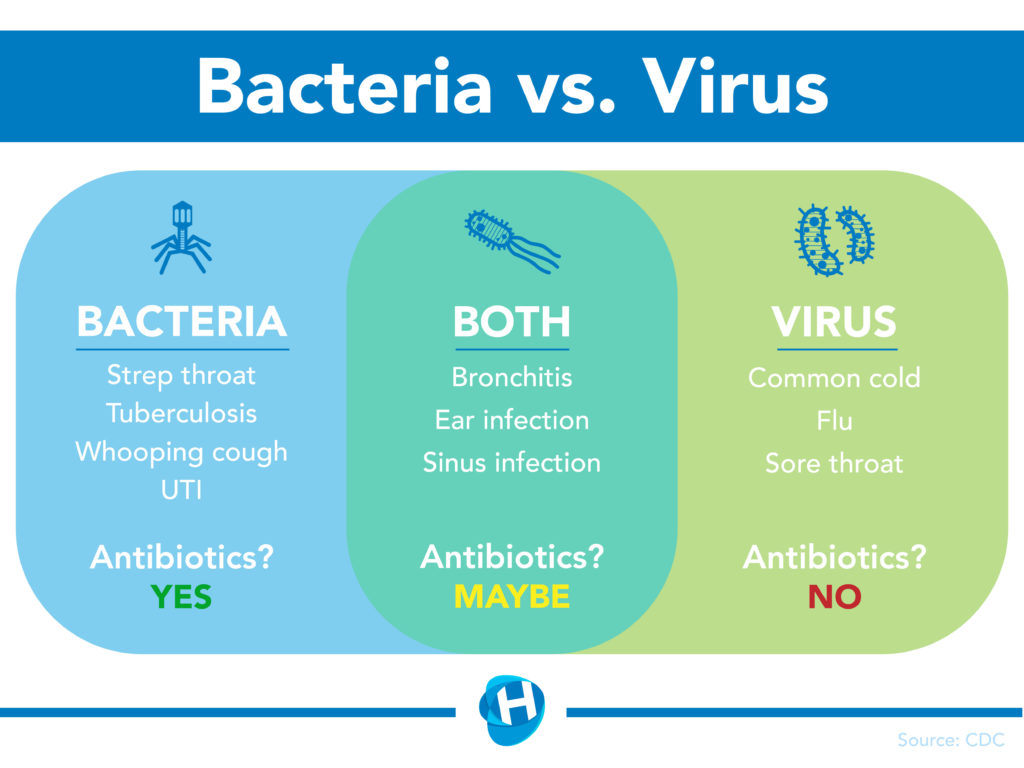 Bacteria vs. Virus
BACTERIA
Strep throat
Tuberculosis
Whooping cough
UTI
Antibiotics?
YES
BOTH
Bronchitis
Ear infection
Sinus infection
Antibiotics?
MAYBE
VIRUS
Common cold
Flu
Sore throat
Antibiotics?
NO
H
Source: CDC